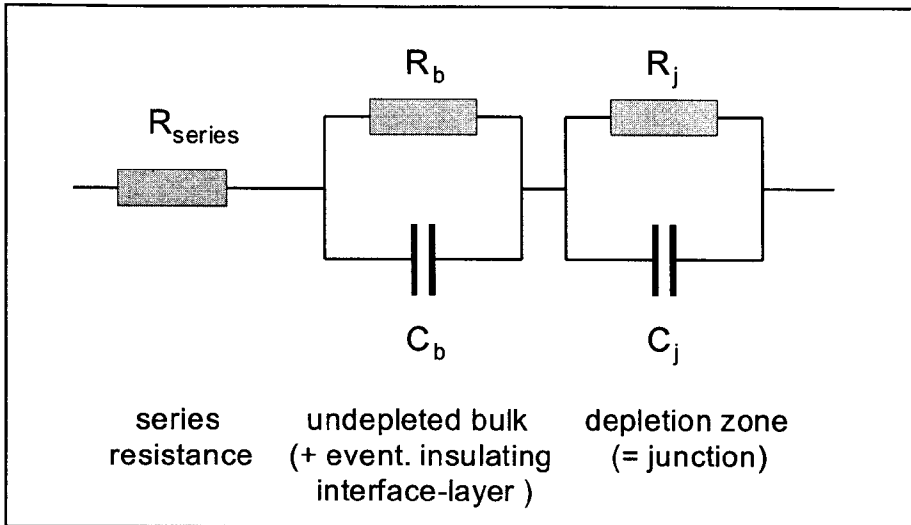 R_b
R_j
R_series
C_b
C_j
series
resistance
undepleted bulk
(+ event. insulating
interface-layer )
depletion zone
(= junction)